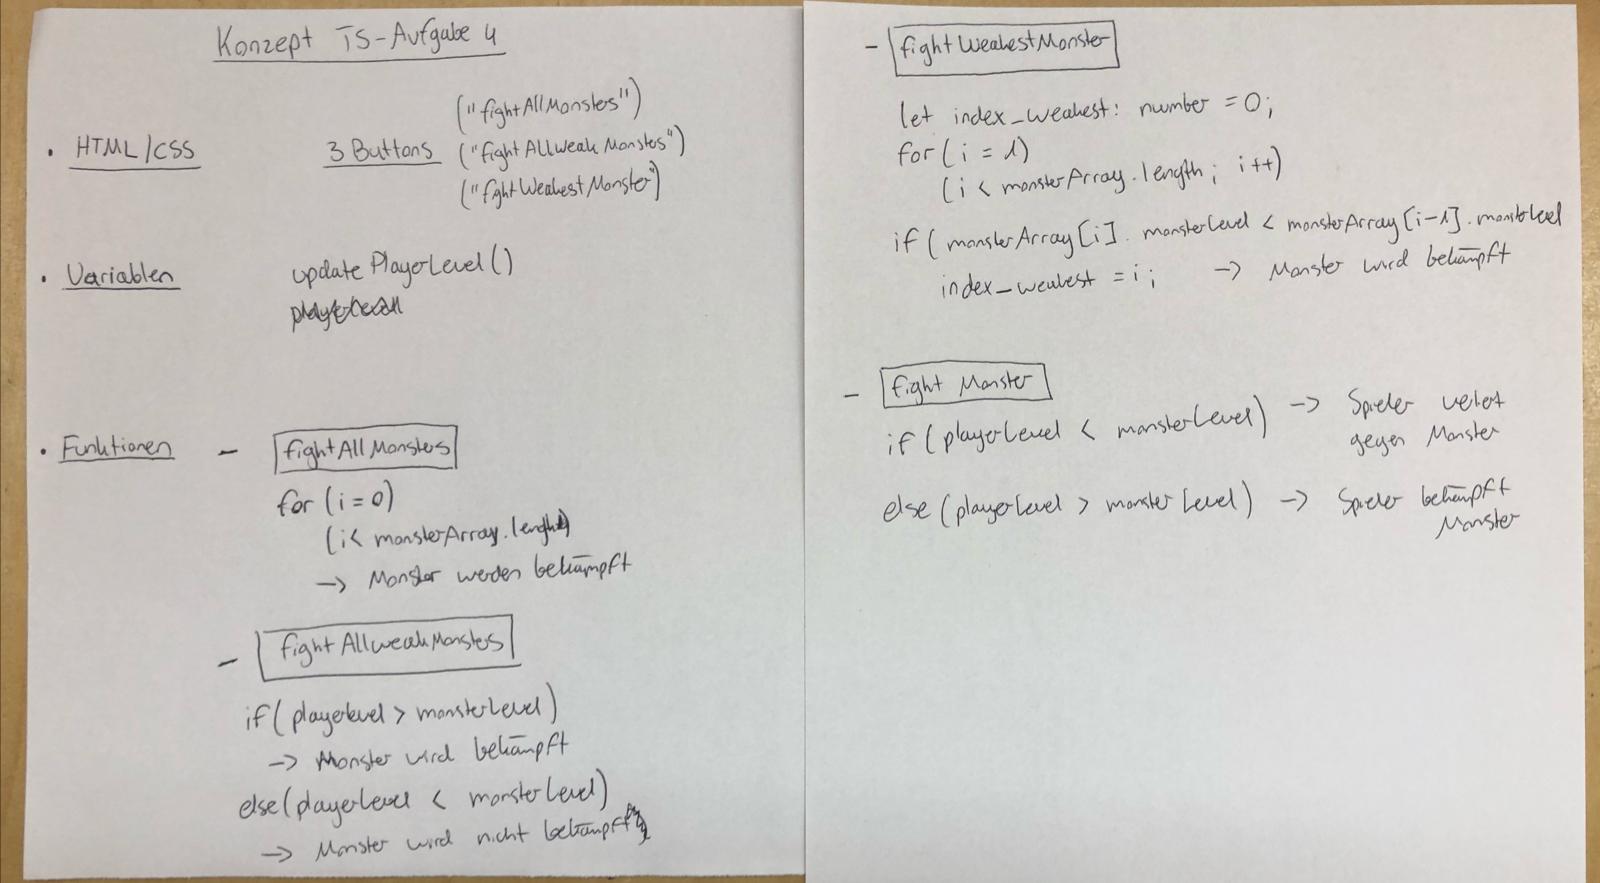 Konzept TS-Aufgabe 4
• HTML/CSS 3 Buttons ("fightAllMonsters")
("fightAllweakMonstes")
("fightWeakestMonster")
• Variablen updatePlayerLevel()
• Funktionen - fightAllMonsters
for (i = 0)
(i < monsterArray.length)
-> Monster werden bekämpft
- fightAllweakMonsters
if (playerlevel > monsterLevel)
-> Monster wird bekämpft
else (playerLevel < monsterLevel)
-> Monster wird nicht bekämpft
- fightWeakestMonster
let index_weakest: number = 0;
for (i = 1)
(i < monsterArray.length; i++)
if (monsterArray[i].monsterLevel < monsterArray[i-1].monsterLevel
index_weakest = i; -> Monster wird bekämpft
- fight Monster
if (playerLevel < monsterLevel) -> Spieler verliert
gegen Monster
else (playerLevel > monsterLevel) -> Spieler bekämpft
Monster